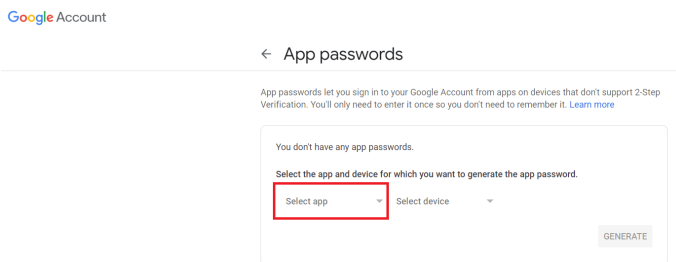 Google Account
App passwords
App passwords let you sign in to your Google Account from apps on devices that don't support 2-Step
Verification. You'll only need to enter it once so you don't need to remember it. Learn more
You don't have any app passwords.
Select the app and device for which you want to generate the app password.
Select app Select device
GENERATE